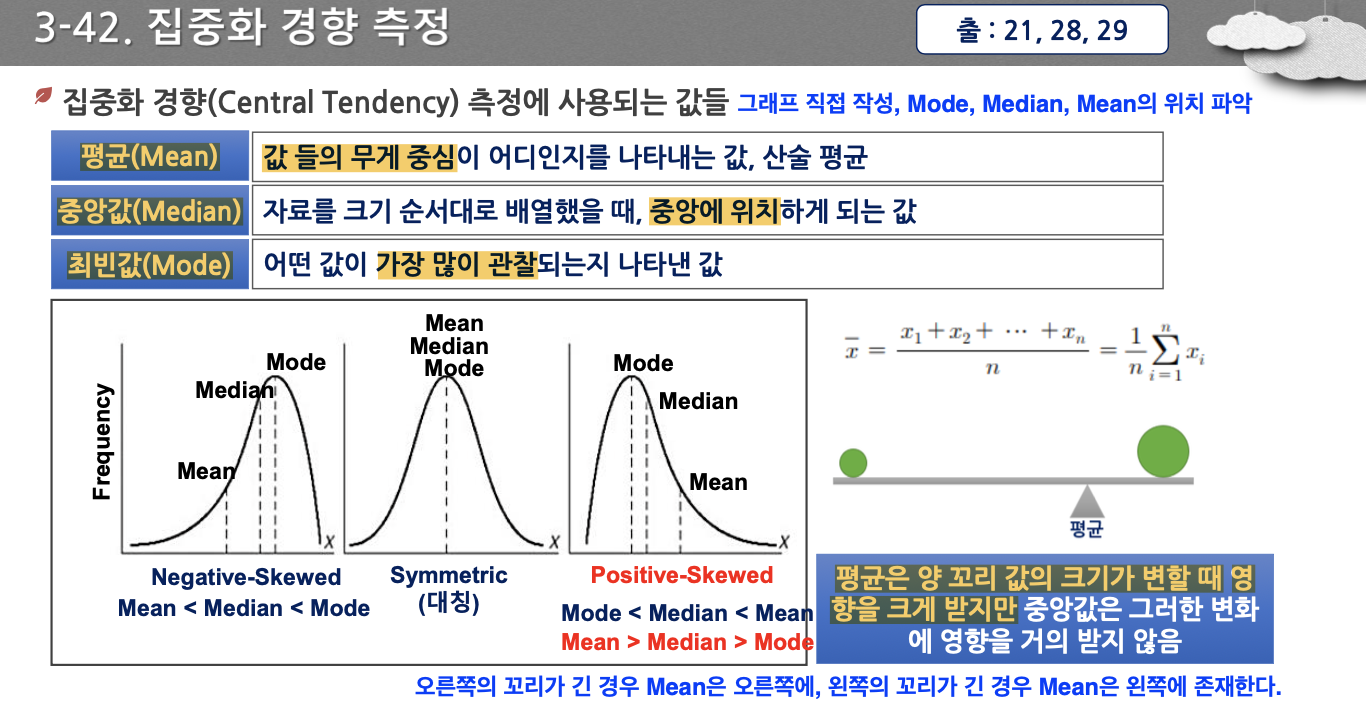 3-42. 집중화 경향 측정
출 : 21, 28, 29
집중화 경향(Central Tendency) 측정에 사용되는 값들 그래프 직접 작성, Mode, Median, Mean의 위치 파악
평균(Mean) 값 들의 무게 중심이 어디인지를 나타내는 값, 산술 평균
중앙값(Median) 자료를 크기 순서대로 배열했을 때, 중앙에 위치하게 되는 값
최빈값(Mode) 어떤 값이 가장 많이 관찰되는지 나타낸 값
Frequency
Mode
Median
Mean
X
Negative-Skewed
Mean < Median < Mode
Mean
Median
Mode
X
Symmetric
(대칭)
Mode
Median
Mean
X
Positive-Skewed
Mode < Median < Mean
Mean > Median > Mode
x̄ = (x₁ + x₂ + ⋯ + xₙ) / n = 1/n ∑ⁿᵢ₌₁ xᵢ
평균
평균은 양 꼬리 값의 크기가 변할 때 영
향을 크게 받지만 중앙값은 그러한 변화
에 영향을 거의 받지 않음
오른쪽의 꼬리가 긴 경우 Mean은 오른쪽에, 왼쪽의 꼬리가 긴 경우 Mean은 왼쪽에 존재한다.